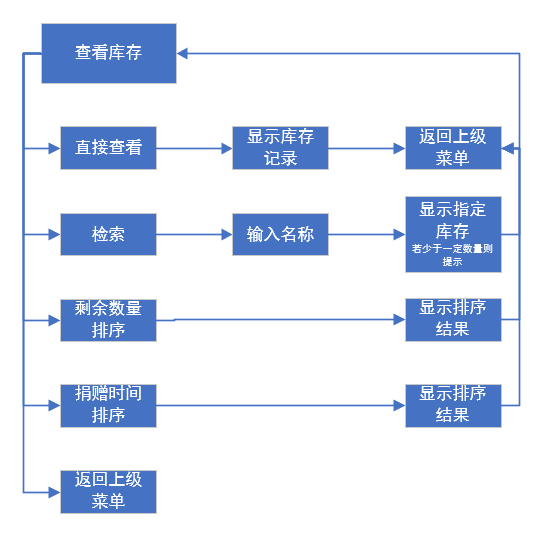 查看库存
直接查看
显示库存
记录
返回上级
菜单
检索
输入名称
显示指定
库存
若少于一定数量则
提示
剩余数量
排序
显示排序
结果
捐赠时间
排序
显示排序
结果
返回上级
菜单